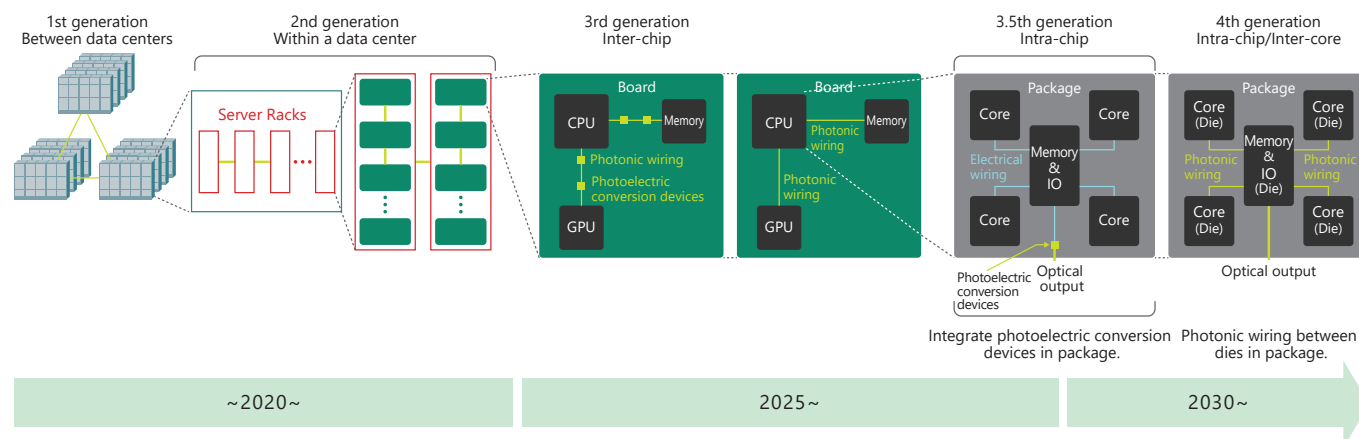 1st generation
Between data centers
2nd generation
Within a data center
3rd generation
Inter-chip
3.5th generation
Intra-chip
4th generation
Intra-chip/Inter-core
Server Racks
Board
CPU
Memory
Photonic wiring
Photoelectric
conversion devices
GPU
Board
CPU
Memory
Photonic
wiring
Photonic
wiring
GPU
Package
Core
Core
Electrical
wiring
Memory
&
IO
Core
Core
Photoelectric
conversion
devices
Optical
output
Package
Core
(Die)
Core
(Die)
Photonic
wiring
Memory
&
IO
(Die)
Photonic
wiring
Core
(Die)
Core
(Die)
Optical output
Integrate photoelectric conversion
devices in package.
Photonic wiring between
dies in package.
~2020~
2025~
2030~